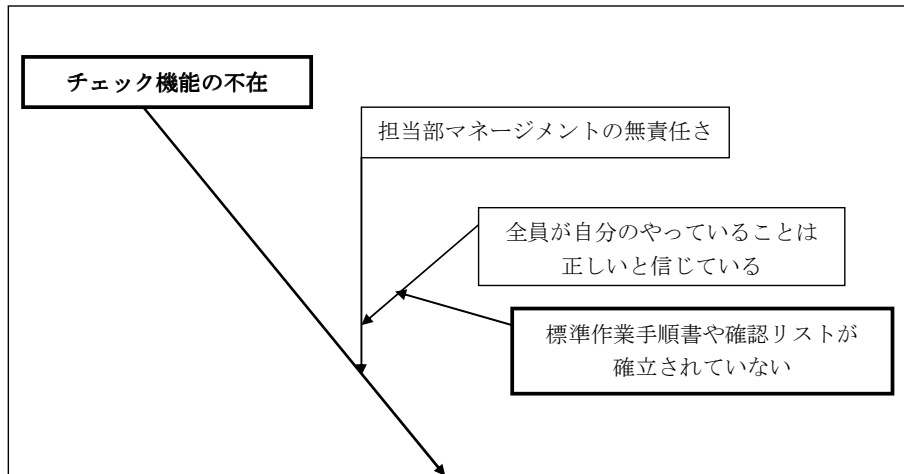 チェック機能の不在
担当部マネージメントの無責任さ
全員が自分のやっていることは
正しいと信じている
標準作業手順書や確認リストが
確立されていない